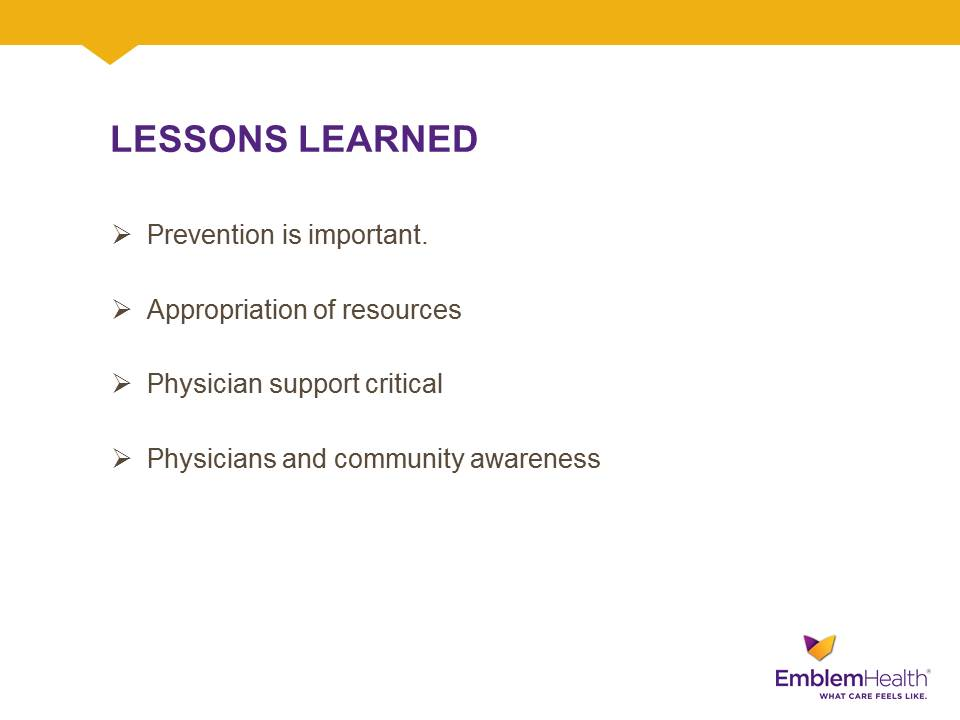 LESSONS LEARNED
➢ Prevention is important.
➢ Appropriation of resources
➢ Physician support critical
➢ Physicians and community awareness
EmblemHealth®
WHAT CARE FEELS LIKE.